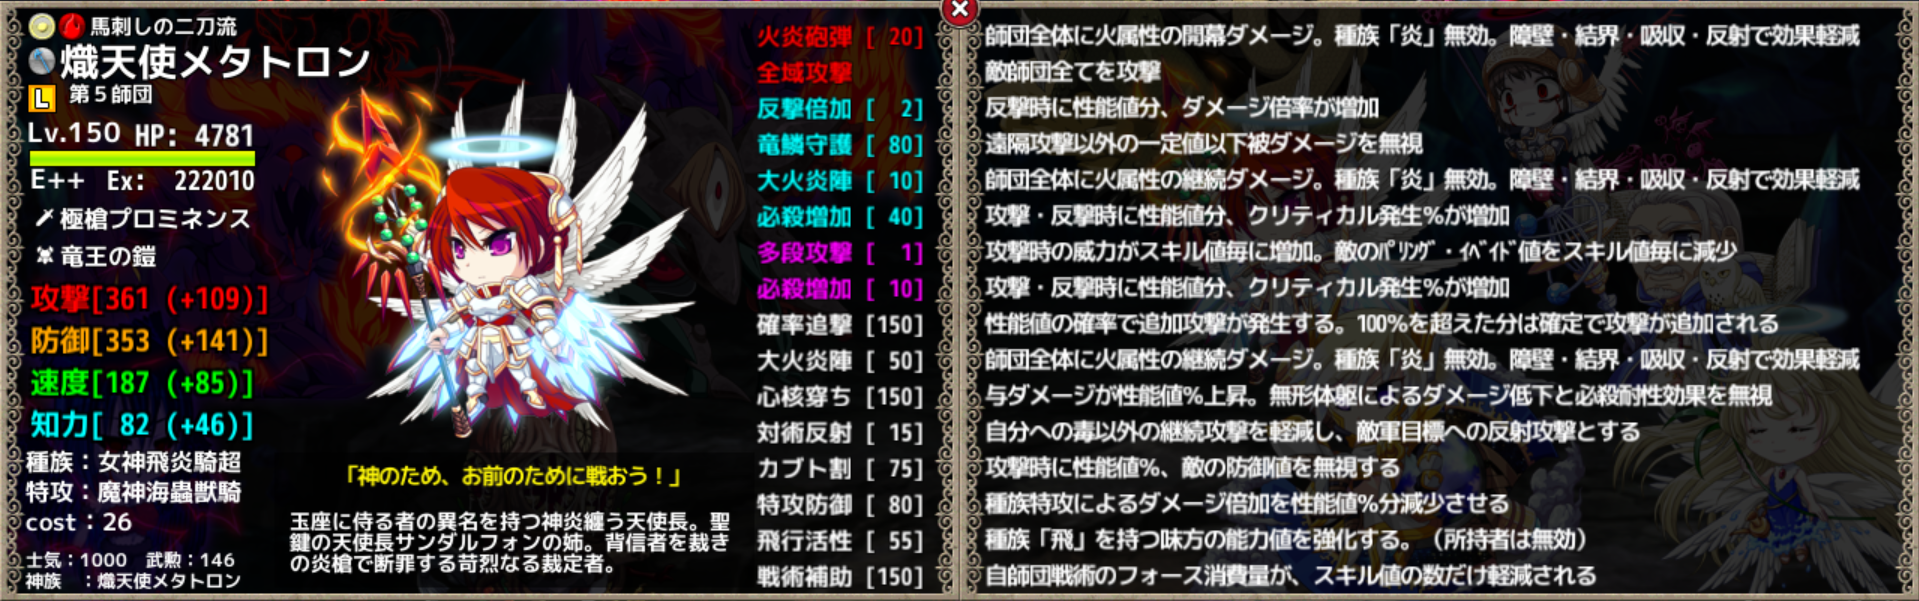 馬刺しの二刀流
熾天使メタトロン
L 第５師団
Lv.150 HP: 4781
E++ Ex: 222010
極槍プロミネンス
竜王の鎧
攻撃[361 (+109)]
防御[353 (+141)]
速度[187 (+85)]
知力[ 82 (+46)]
種族：女神飛炎騎超
特攻：魔神海蟲獣騎
cost：26
士気：1000 武勲：146
神族 ：熾天使メタトロン
「神のため、お前のために戦おう！」
玉座に侍る者の異名を持つ神炎纏う天使長。聖
鍵の天使長サンダルフォンの姉。背信者を裁き
の炎槍で断罪する苛烈なる裁定者。
火炎砲弾 [ 20] 師団全体に火属性の開幕ダメージ。種族「炎」無効。障壁・結界・吸収・反射で効果軽減
全域攻撃 敵師団全てを攻撃
反撃倍加 [ 2] 反撃時に性能値分、ダメージ倍率が増加
竜鱗守護 [ 80] 遠隔攻撃以外の一定値以下被ダメージを無視
大火炎陣 [ 10] 師団全体に火属性の継続ダメージ。種族「炎」無効。障壁・結界・吸収・反射で効果軽減
必殺増加 [ 40] 攻撃・反撃時に性能値分、クリティカル発生%が増加
多段攻撃 [ 1] 攻撃時の威力がスキル値毎に増加。敵のﾊﾟﾘﾝｸﾞ・ｲﾍﾞｲﾄﾞ値をスキル値毎に減少
必殺増加 [ 10] 攻撃・反撃時に性能値分、クリティカル発生%が増加
確率追撃 [150] 性能値の確率で追加攻撃が発生する。100%を超えた分は確定で攻撃が追加される
大火炎陣 [ 50] 師団全体に火属性の継続ダメージ。種族「炎」無効。障壁・結界・吸収・反射で効果軽減
心核穿ち [150] 与ダメージが性能値%上昇。無形体躯によるダメージ低下と必殺耐性効果を無視
対術反射 [ 15] 自分への毒以外の継続攻撃を軽減し、敵軍目標への反射攻撃とする
カブト割 [ 75] 攻撃時に性能値%、敵の防御値を無視する
特攻防御 [ 80] 種族特攻によるダメージ倍加を性能値%分減少させる
飛行活性 [ 55] 種族「飛」を持つ味方の能力値を強化する。（所持者は無効）
戦術補助 [150] 自師団戦術のフォース消費量が、スキル値の数だけ軽減される